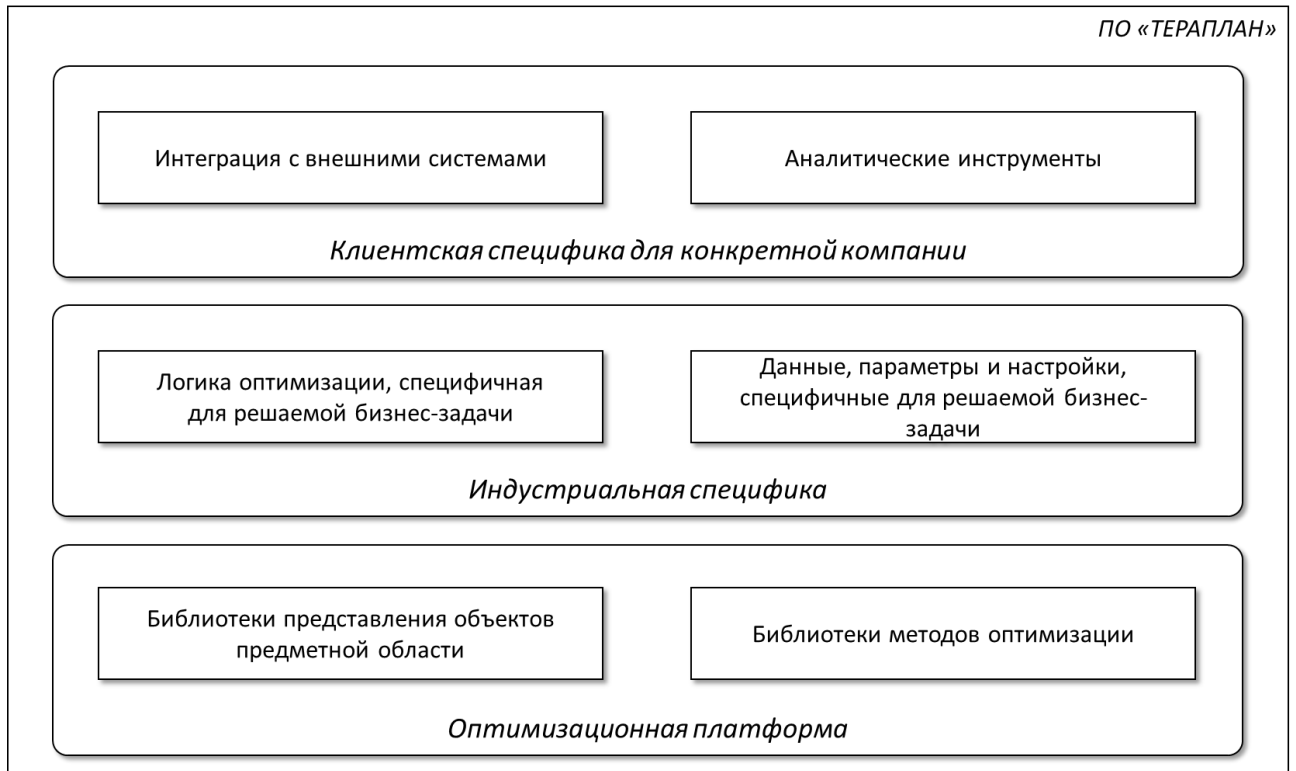 ПО «ТЕРАПЛАН»
Интеграция с внешними системами
Аналитические инструменты
Клиентская специфика для конкретной компании
Логика оптимизации, специфичная
для решаемой бизнес-задачи
Данные, параметры и настройки,
специфичные для решаемой бизнес-
задачи
Индустриальная специфика
Библиотеки представления объектов
предметной области
Библиотеки методов оптимизации
Оптимизационная платформа